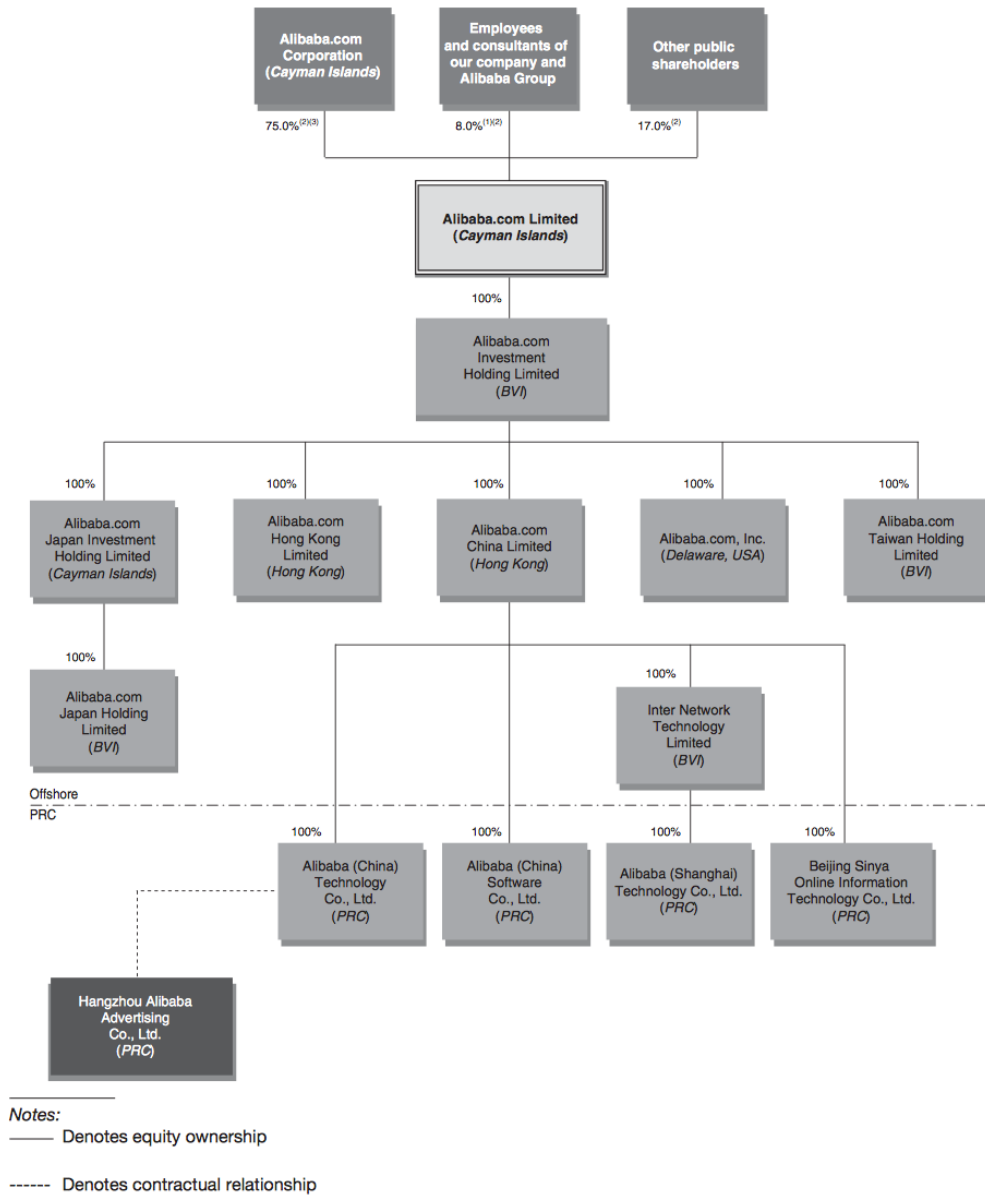 Alibaba.com
Corporation
(Cayman Islands)
Employees
and consultants of
our company and
Alibaba Group
Other public
shareholders
75.0%(2)(3)
8.0%(1)(2)
17.0%(2)
Alibaba.com Limited
(Cayman Islands)
100%
Alibaba.com
Investment
Holding Limited
(BVI)
100%
100%
100%
100%
100%
Alibaba.com
Japan Investment
Holding Limited
(Cayman Islands)
Alibaba.com
Hong Kong
Limited
(Hong Kong)
Alibaba.com
China Limited
(Hong Kong)
Alibaba.com, Inc.
(Delaware, USA)
Alibaba.com
Taiwan Holding
Limited
(BVI)
100%
Alibaba.com
Japan Holding
Limited
(BVI)
100%
Inter Network
Technology
Limited
(BVI)
Offshore
PRC
100%
100%
100%
100%
Alibaba (China)
Technology
Co., Ltd.
(PRC)
Alibaba (China)
Software
Co., Ltd.
(PRC)
Alibaba (Shanghai)
Technology Co., Ltd.
(PRC)
Beijing Sinya
Online Information
Technology Co., Ltd.
(PRC)
Hangzhou Alibaba
Advertising
Co., Ltd.
(PRC)
Notes:
Denotes equity ownership
Denotes contractual relationship